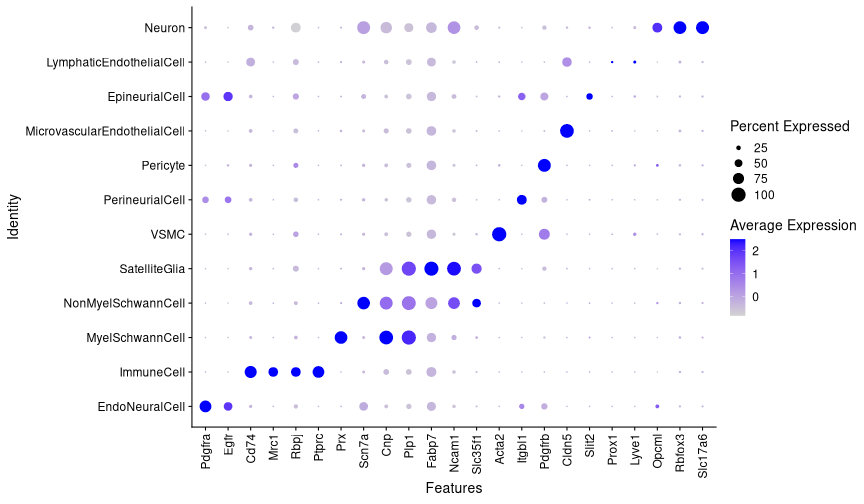 Identity
Neuron
LymphaticEndothelialCell
EpineurialCell
MicrovascularEndothelialCell
Pericyte
PerineurialCell
VSMC
SatelliteGlia
NonMyelSchwannCell
MyelSchwannCell
ImmuneCell
EndoNeuralCell
Pdgfra
Egfr
Cd74
Mrc1
Rbpj
Ptprc
Prx
Scn7a
Cnp
Plp1
Fabp7
Ncam1
Slc35f1
Acta2
Itgbl1
Pdgfrb
Cldn5
Slit2
Prox1
Lyve1
Opcml
Rbfox3
Slc17a6
Features
Percent Expressed
25
50
75
100
Average Expression
2
1
0